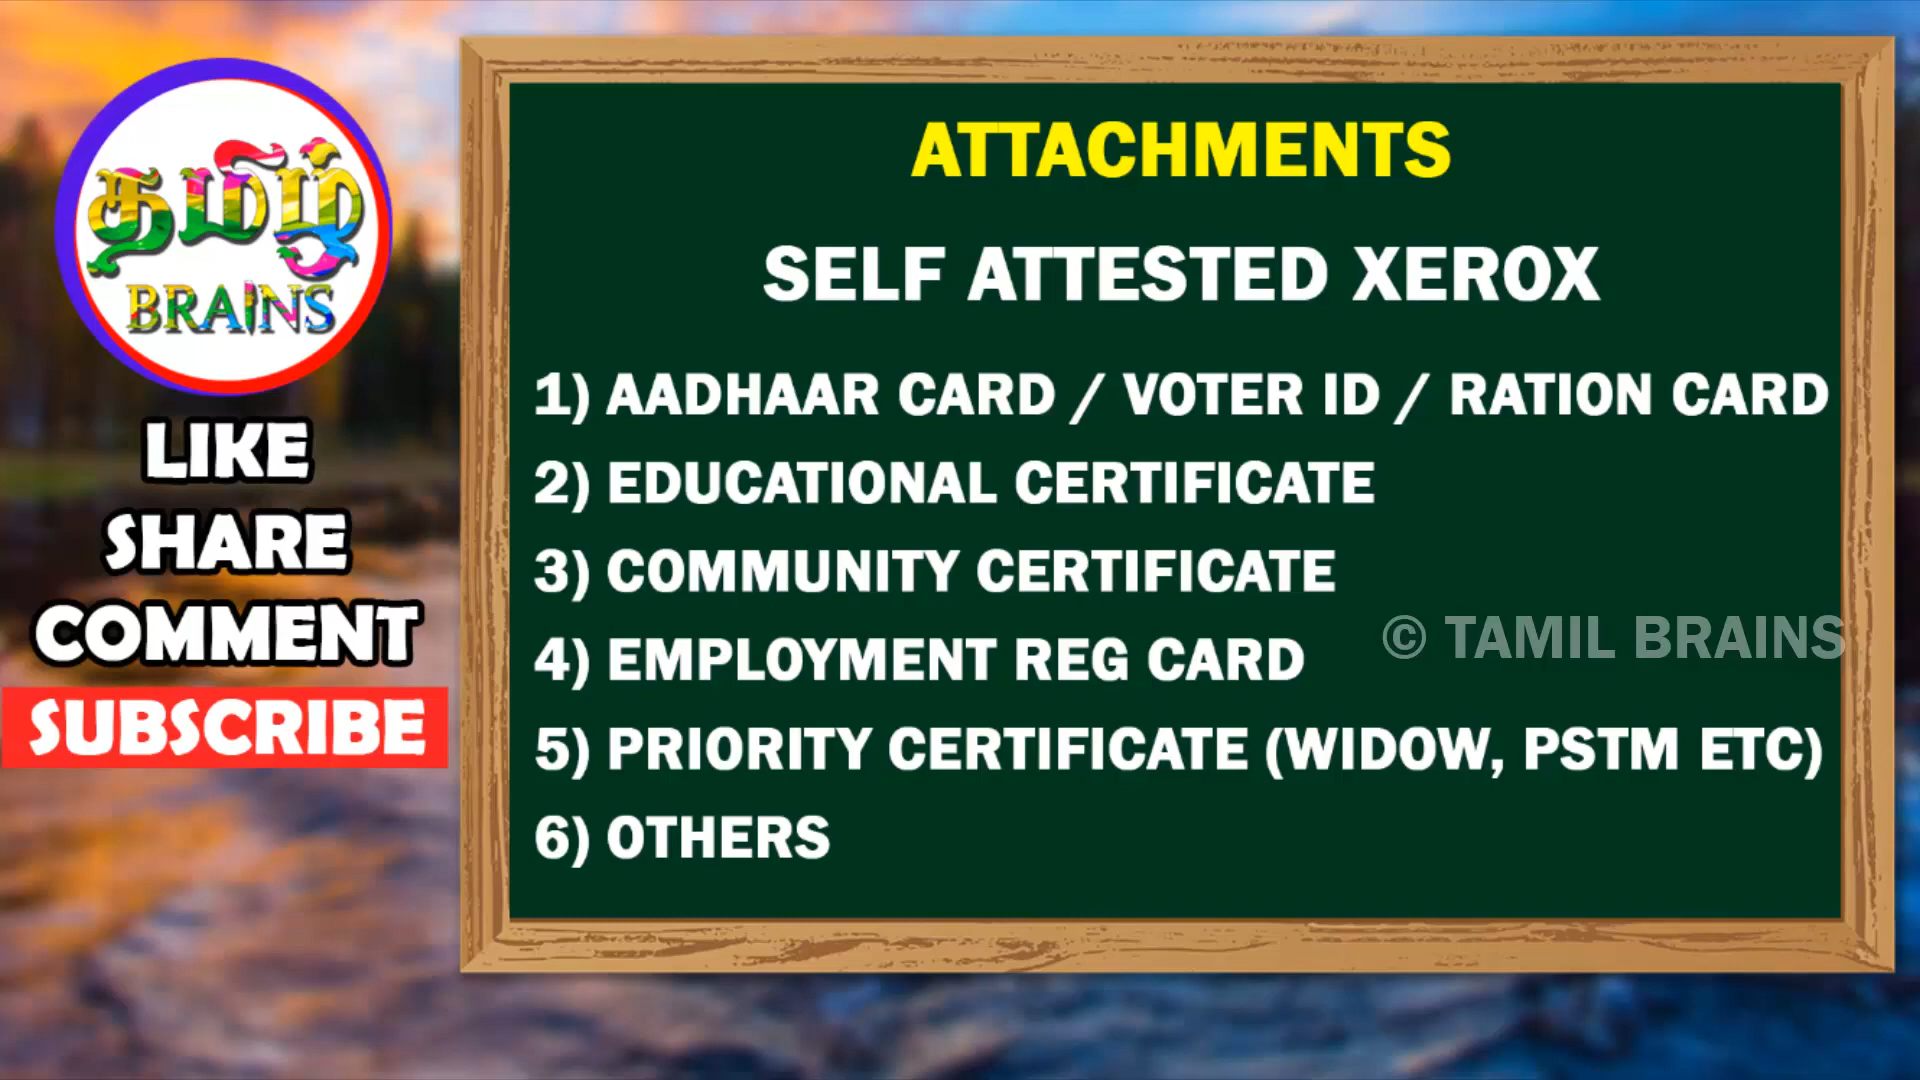 தமிழ்
BRAINS
LIKE
SHARE
COMMENT
SUBSCRIBE
ATTACHMENTS
SELF ATTESTED XEROX
1) AADHAAR CARD / VOTER ID / RATION CARD
2) EDUCATIONAL CERTIFICATE
3) COMMUNITY CERTIFICATE
4) EMPLOYMENT REG CARD
© TAMIL BRAINS
5) PRIORITY CERTIFICATE (WIDOW, PSTM ETC)
6) OTHERS